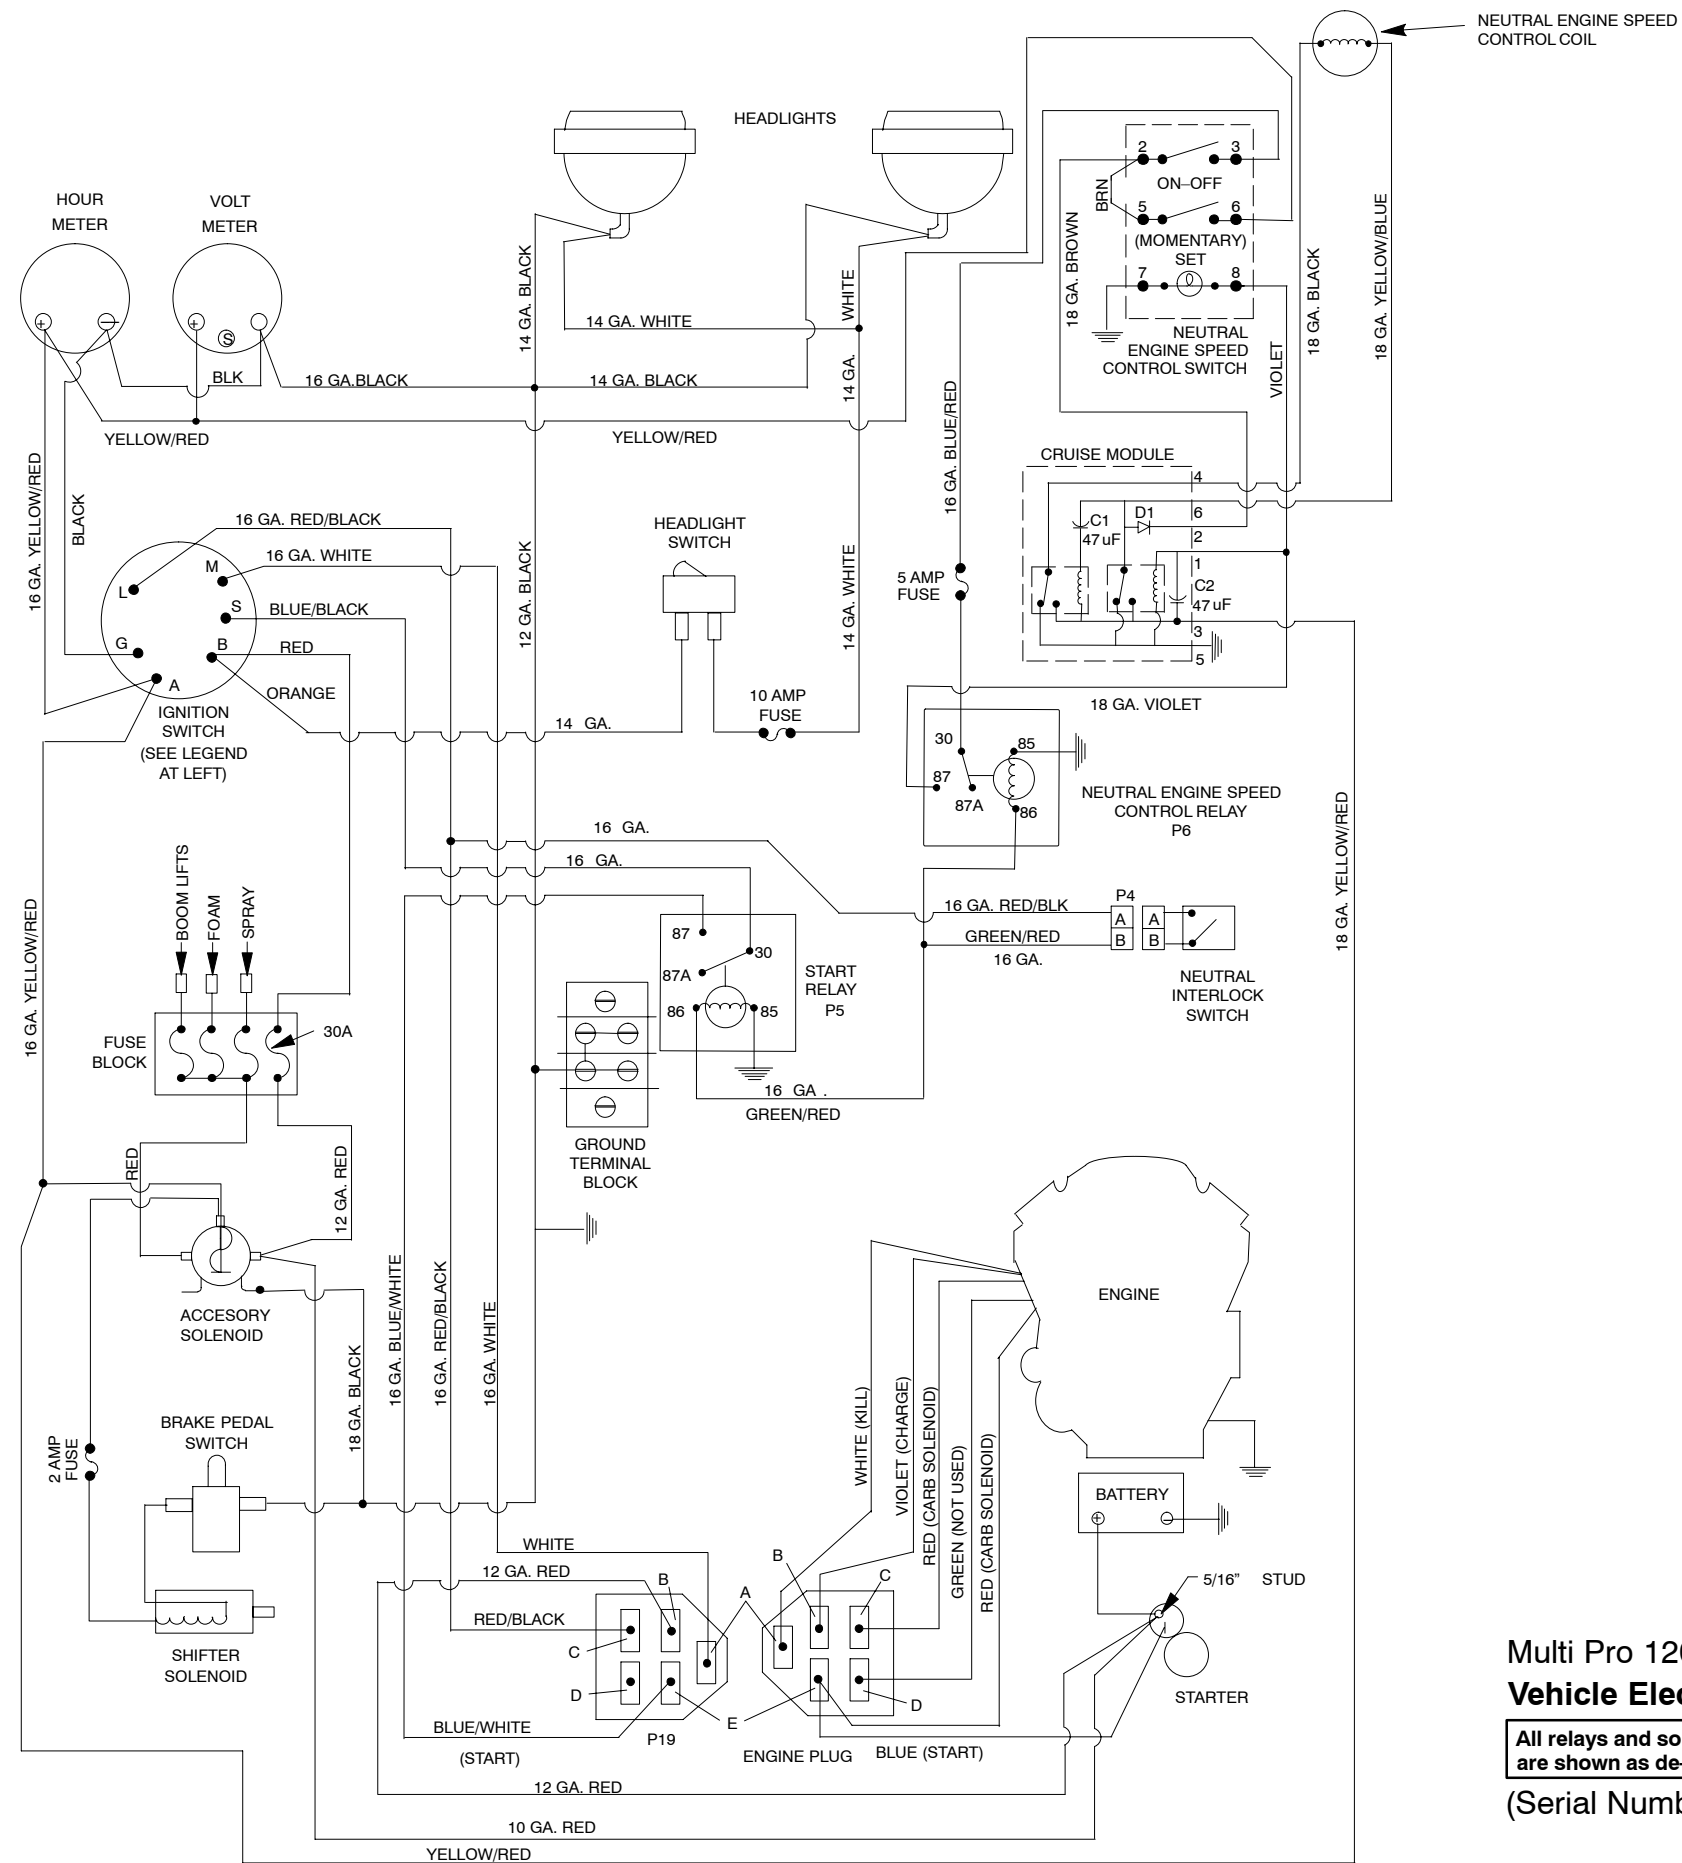 NEUTRAL ENGINE SPEED
CONTROL COIL
HEADLIGHTS
HOUR
METER
VOLT
METER
+
−
+
S
2
3
ON–OFF
BRN
5
6
(MOMENTARY)
SET
7
8
NEUTRAL
ENGINE SPEED
CONTROL SWITCH
18 GA. BROWN
VIOLET
18 GA. BLACK
18 GA. YELLOW/BLUE
14 GA. BLACK
14 GA. WHITE
WHITE
14 GA.
BLK
16 GA.BLACK
14 GA. BLACK
YELLOW/RED
YELLOW/RED
16 GA. YELLOW/RED
BLACK
16 GA. BLUE/RED
CRUISE MODULE
4
6
2
1
3
5
C1
47 uF
D1
C2
47 uF
16 GA. RED/BLACK
16 GA. WHITE
BLUE/BLACK
RED
ORANGE
L
M
S
B
G
A
IGNITION
SWITCH
(SEE LEGEND
AT LEFT)
12 GA. BLACK
HEADLIGHT
SWITCH
14 GA. WHITE
5 AMP
FUSE
10 AMP
FUSE
14 GA.
18 GA. VIOLET
30
85
87
87A
86
NEUTRAL ENGINE SPEED
CONTROL RELAY
P6
18 GA. YELLOW/RED
16 GA.
16 GA.
16 GA. RED/BLK
GREEN/RED
16 GA.
P4
A
B
A
B
NEUTRAL
INTERLOCK
SWITCH
87
30
87A
86
85
START
RELAY
P5
16 GA .
GREEN/RED
BOOM LIFTS
FOAM
SPRAY
FUSE
BLOCK
30A
16 GA. YELLOW/RED
RED
12 GA. RED
GROUND
TERMINAL
BLOCK
ACCESORY
SOLENOID
18 GA. BLACK
16 GA. BLUE/WHITE
16 GA. RED/BLACK
16 GA. WHITE
2 AMP
FUSE
BRAKE PEDAL
SWITCH
SHIFTER
SOLENOID
ENGINE
WHITE (KILL)
VIOLET (CHARGE)
RED (CARB SOLENOID)
GREEN (NOT USED)
RED (CARB SOLENOID)
BATTERY
+
−
5/16” STUD
STARTER
WHITE
12 GA. RED
RED/BLACK
B
C
D
A
E
B
C
D
P19
BLUE/WHITE
(START)
ENGINE PLUG
BLUE (START)
12 GA. RED
10 GA. RED
YELLOW/RED
Multi Pro 12
Vehicle Elec
All relays and so
are shown as de–
(Serial Numb